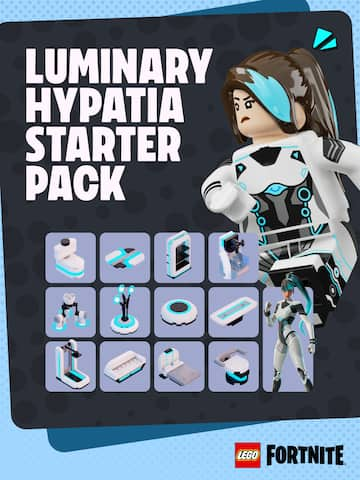 LUMINARY
HYPATIA
STARTER
PACK
LEGO FORTNITE